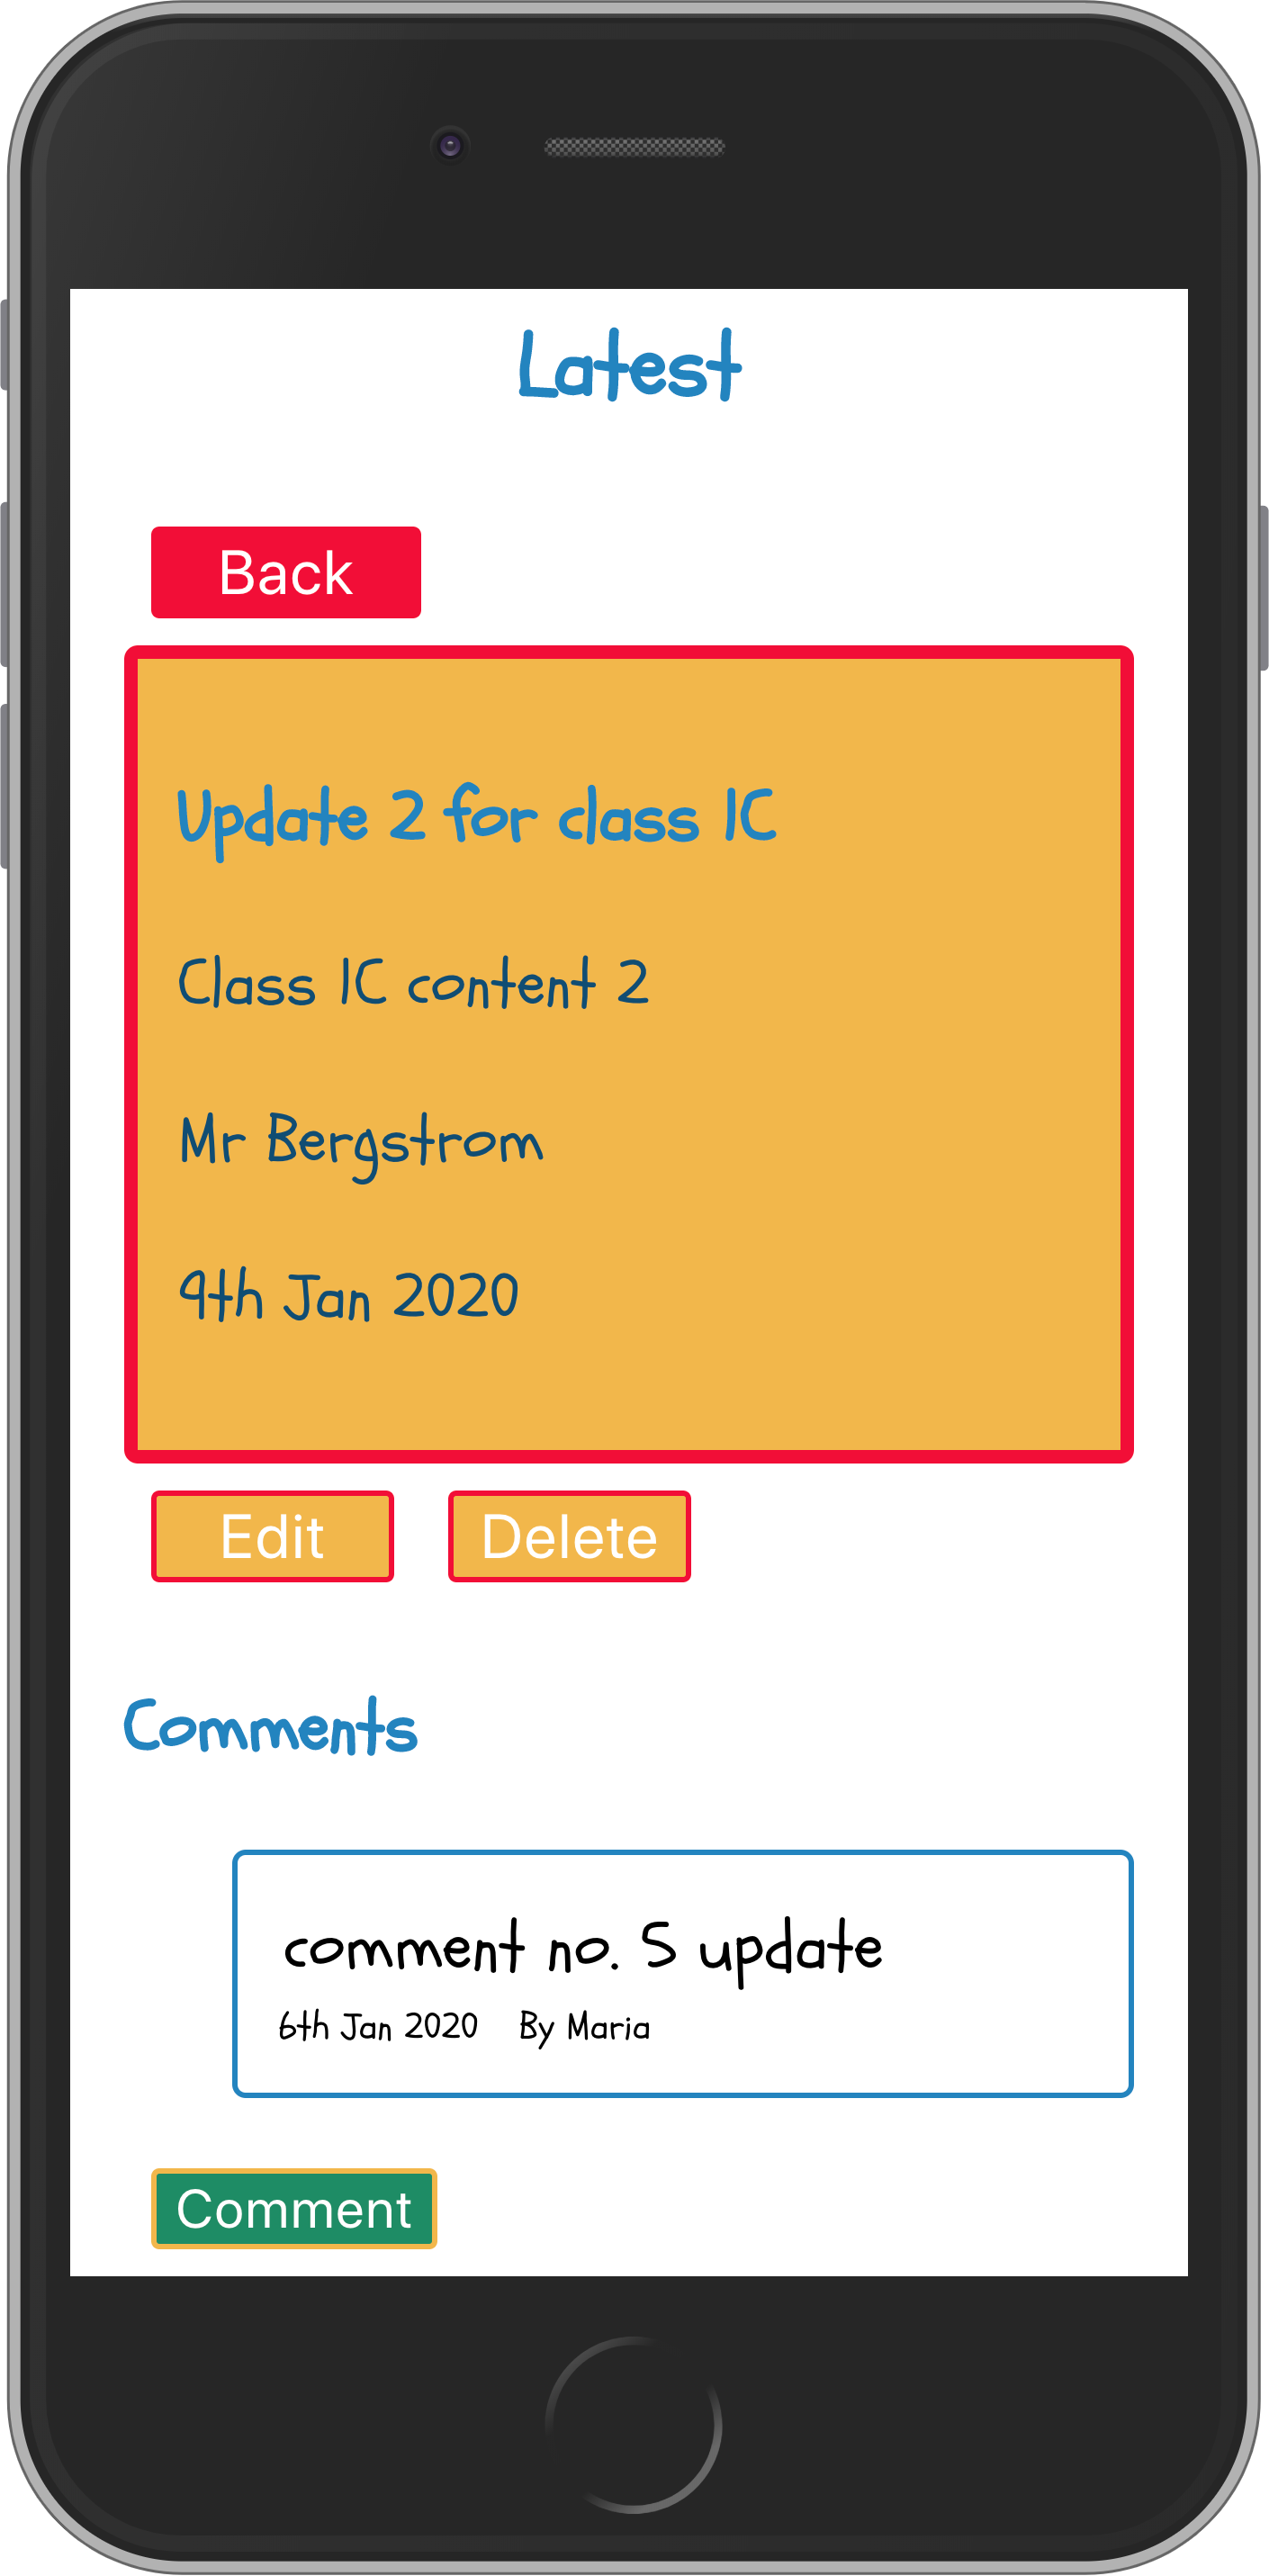 Latest
Back
Update 2 for class 1C
Class 1C content 2
Mr Bergstrom
9th Jan 2020
Edit Delete
Comments
comment no. 5 update
6th Jan 2020 By Maria
Comment